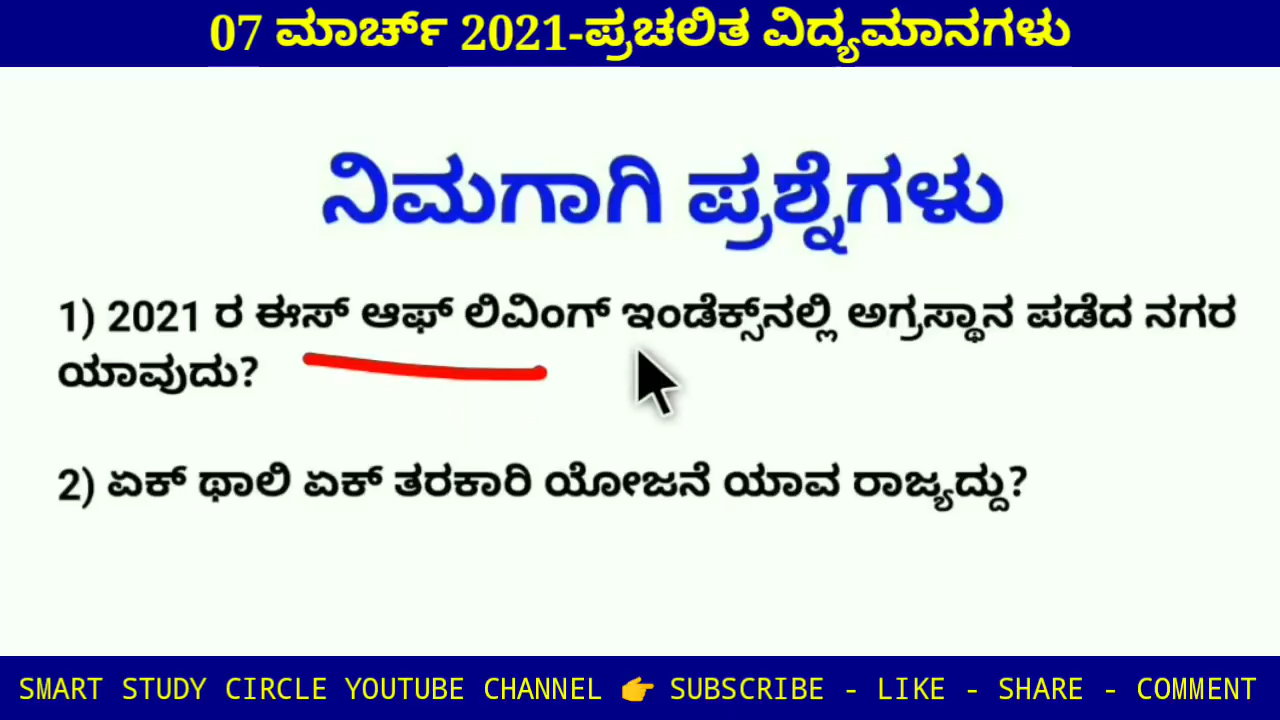 07 ಮಾರ್ಚ್ 2021-ಪ್ರಚಲಿತ ವಿದ್ಯಮಾನಗಳು
ನಿಮಗಾಗಿ ಪ್ರಶ್ನೆಗಳು
1) 2021 ರ ಈಸ್ ಆಫ್ ಲಿವಿಂಗ್ ಇಂಡೆಕ್ಸ್‌ನಲ್ಲಿ ಅಗ್ರಸ್ಥಾನ ಪಡೆದ ನಗರ
ಯಾವುದು?
2) ಏಕ್ ಥಾಲಿ ಏಕ್ ತರಕಾರಿ ಯೋಜನೆ ಯಾವ ರಾಜ್ಯದ್ದು?
SMART STUDY CIRCLE YOUTUBE CHANNEL 👉 SUBSCRIBE - LIKE - SHARE - COMMENT